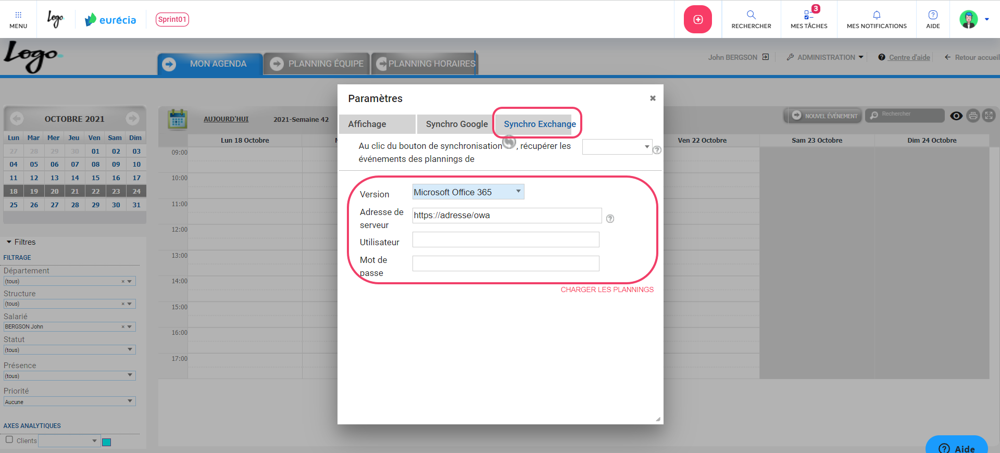 MENU
Logo
eurécia
Sprint01
RECHERCHER
3
MES TÂCHES
MES NOTIFICATIONS
AIDE
Logo
MON AGENDA
PLANNING ÉQUIPE
PLANNING HORAIRES
John BERGSON
ADMINISTRATION
Centre d'aide
Retour accueil
OCTOBRE 2021
Lun Mar Mer Jeu Ven Sam Dim
27 28 29 30 01 02 03
04 05 06 07 08 09 10
11 12 13 14 15 16 17
18 19 20 21 22 23 24
25 26 27 28 29 30 31
Filtres
FILTRAGE
Département
(tous)
Structure
(tous)
Salarié
BERGSON John
Statut
(tous)
Présence
(tous)
Priorité
Aucune
AXES ANALYTIQUES
Clients
AUJOURD'HUI
2021-Semaine 42
NOUVEL ÉVÉNEMENT
Rechercher
Lun 18 Octobre
Ven 22 Octobre
Sam 23 Octobre
Dim 24 Octobre
09:00
10:00
11:00
12:00
13:00
14:00
15:00
16:00
17:00
Paramètres
Affichage
Synchro Google
Synchro Exchange
Au clic du bouton de synchronisation , récupérer les
événements des plannings de
Version
Microsoft Office 365
Adresse de
serveur
https://adresse/owa
Utilisateur
Mot de
passe
CHARGER LES PLANNINGS
Aide